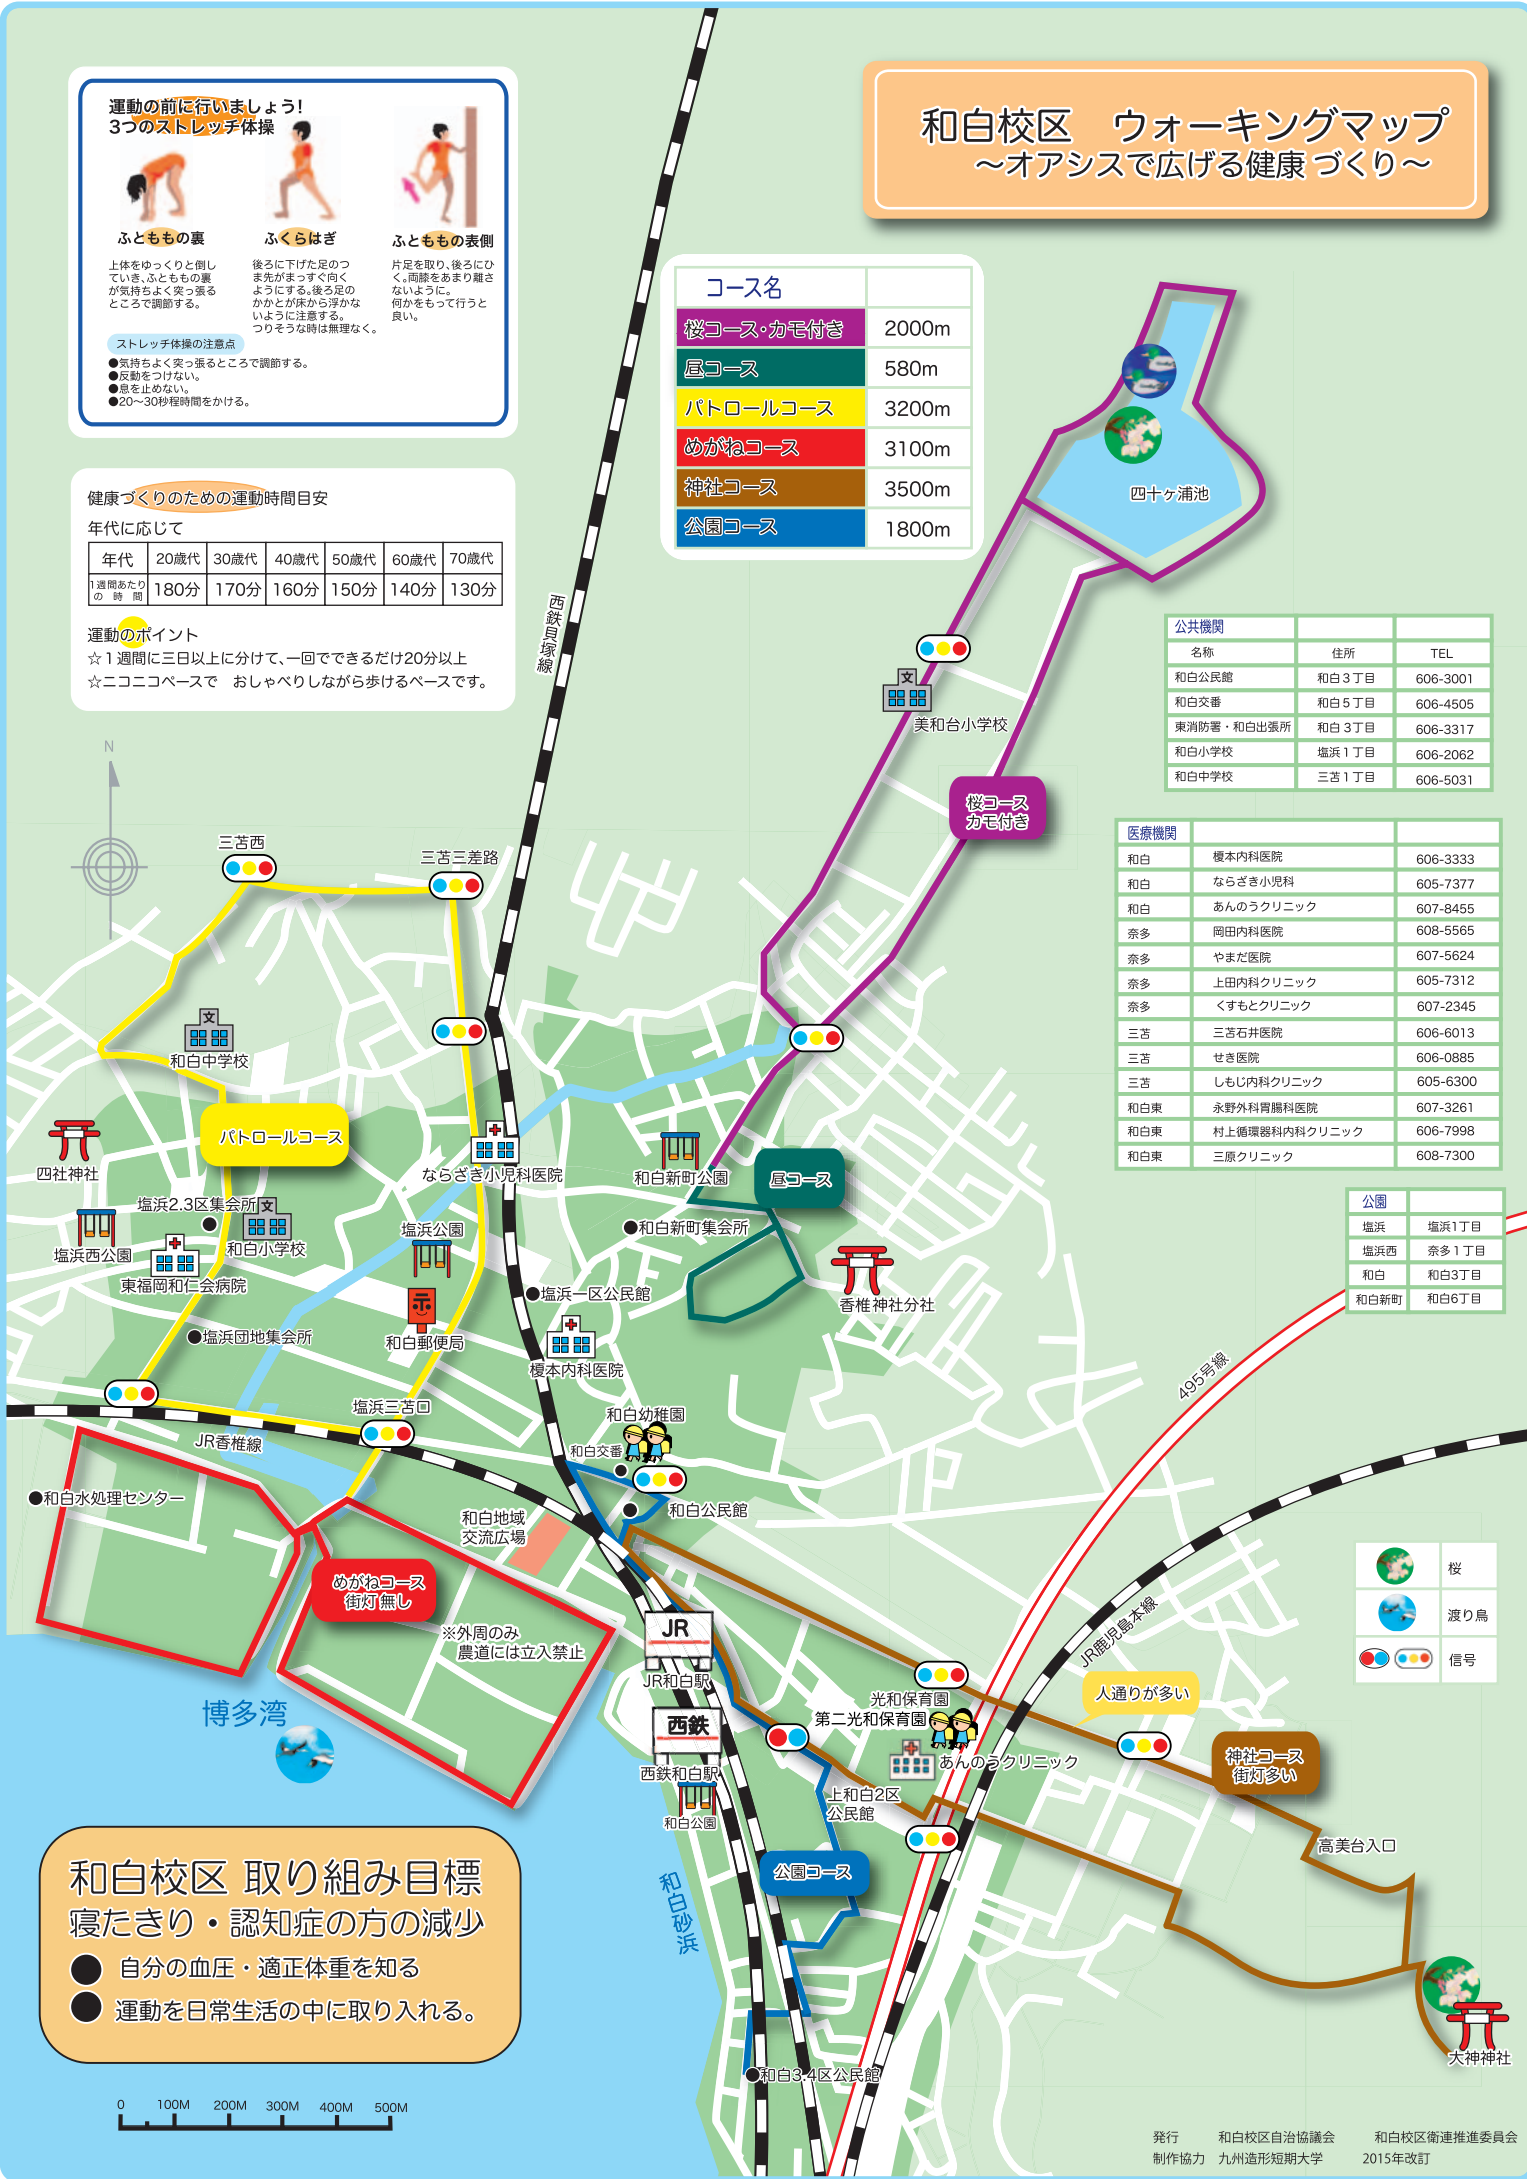 和白校区　ウォーキングマップ
～オアシスで広げる健康づくり～
運動の前に行いましょう!
3つのストレッチ体操
ふとももの裏
上体をゆっくりと倒し
ていき、ふとももの裏
が気持ちよく突っ張る
ところで調節する。
ふくらはぎ
後ろに下げた足のつ
ま先がまっすぐ向く
ようにする。後ろ足の
かかとが床から浮かな
いように注意する。
つりそうな時は無理なく。
ふとももの表側
片足を取り、後ろにひ
く。両膝をあまり離さ
ないように。
何かをもって行うと
良い。
ストレッチ体操の注意点
●気持ちよく突っ張るところで調節する。
●反動をつけない。
●息を止めない。
●20～30秒程時間をかける。
健康づくりのための運動時間目安
年代に応じて
年代 20歳代 30歳代 40歳代 50歳代 60歳代 70歳代
1週間あたりの時間 180分 170分 160分 150分 140分 130分
運動のポイント
☆1週間に三日以上に分けて、一回でできるだけ20分以上
☆ニコニコペースで　おしゃべりしながら歩けるペースです。
コース名
桜コース・カモ付き 2000m
昼コース 580m
パトロールコース 3200m
めがねコース 3100m
神社コース 3500m
公園コース 1800m
公共機関
名称 住所 TEL
和白公民館 和白３丁目 606-3001
和白交番 和白５丁目 606-4505
東消防署・和白出張所 和白３丁目 606-3317
和白小学校 塩浜１丁目 606-2062
和白中学校 三苫１丁目 606-5031
医療機関
和白 榎本内科医院 606-3333
和白 ならざき小児科 605-7377
和白 あんのうクリニック 607-8455
奈多 岡田内科医院 608-5565
奈多 やまだ医院 607-5624
奈多 上田内科クリニック 605-7312
奈多 くすもとクリニック 607-2345
三苫 三苫石井医院 606-6013
三苫 せき医院 606-0885
三苫 しもじ内科クリニック 605-6300
和白東 永野外科胃腸科医院 607-3261
和白東 村上循環器科内科クリニック 606-7998
和白東 三原クリニック 608-7300
公園
塩浜 塩浜1丁目
塩浜西 奈多１丁目
和白 和白3丁目
和白新町 和白6丁目
桜
渡り鳥
信号
N
四十ヶ浦池
文
美和台小学校
桜コース
カモ付き
西鉄貝塚線
三苫西
三苫三差路
文
和白中学校
パトロールコース
四社神社
ならざき小児科医院
和白新町公園
昼コース
塩浜2.3区集会所
文
和白小学校
塩浜公園
●和白新町集会所
塩浜西公園
東福岡和仁会病院
香椎神社分社
●塩浜一区公民館
●塩浜団地集会所
和白郵便局
榎本内科医院
495号線
塩浜三苫口
JR香椎線
和白幼稚園
和白交番
和白公民館
●和白水処理センター
和白地域
交流広場
めがねコース
街灯無し
※外周のみ
農道には立入禁止
JR
JR和白駅
西鉄
西鉄和白駅
和白公園
JR鹿児島本線
光和保育園
第二光和保育園
人通りが多い
あんのうクリニック
神社コース
街灯多い
上和白2区
公民館
高美台入口
公園コース
博多湾
和白砂浜
大神神社
●和白3.4区公民館
和白校区 取り組み目標
寝たきり・認知症の方の減少
● 自分の血圧・適正体重を知る
● 運動を日常生活の中に取り入れる。
0 100M 200M 300M 400M 500M
発行　和白校区自治協議会　和白校区衛連推進委員会
制作協力　九州造形短期大学　2015年改訂